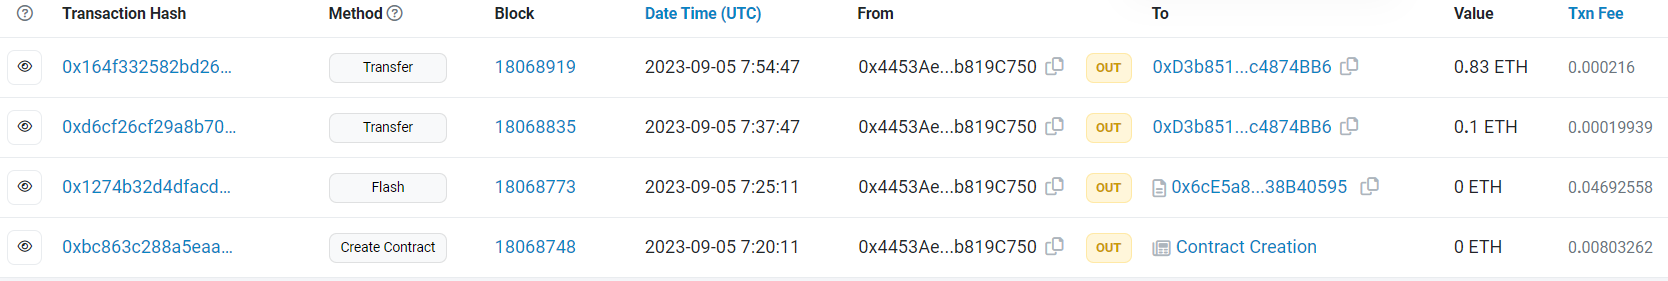 Transaction Hash Method Block Date Time (UTC) From To Value Txn Fee
0x164f332582bd26... Transfer 18068919 2023-09-05 7:54:47 0x4453Ae...b819C750 OUT 0xD3b851...c4874BB6 0.83 ETH 0.000216
0xd6cf26cf29a8b70... Transfer 18068835 2023-09-05 7:37:47 0x4453Ae...b819C750 OUT 0xD3b851...c4874BB6 0.1 ETH 0.00019939
0x1274b32d4dfacd... Flash 18068773 2023-09-05 7:25:11 0x4453Ae...b819C750 OUT 0x6cE5a8...38B40595 0 ETH 0.04692558
0xbc863c288a5eaa... Create Contract 18068748 2023-09-05 7:20:11 0x4453Ae...b819C750 OUT Contract Creation 0 ETH 0.00803262